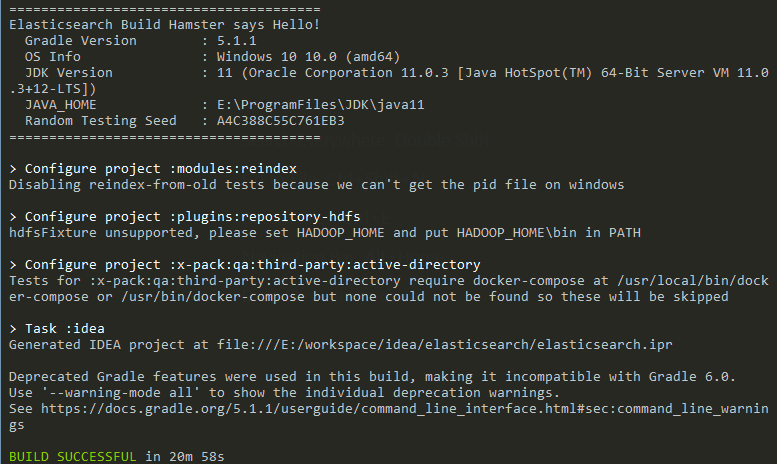 =======================================
Elasticsearch Build Hamster says Hello!
  Gradle Version        : 5.1.1
  OS Info               : Windows 10 10.0 (amd64)
  JDK Version           : 11 (Oracle Corporation 11.0.3 [Java HotSpot(TM) 64-Bit Server VM 11.0
.3+12-LTS])
  JAVA_HOME             : E:\ProgramFiles\JDK\java11
  Random Testing Seed   : A4C388C55C761EB3
=======================================

> Configure project :modules:reindex
Disabling reindex-from-old tests because we can't get the pid file on windows

> Configure project :plugins:repository-hdfs
hdfsFixture unsupported, please set HADOOP_HOME and put HADOOP_HOME\bin in PATH

> Configure project :x-pack:qa:third-party:active-directory
Tests for :x-pack:qa:third-party:active-directory require docker-compose at /usr/local/bin/dock
er-compose or /usr/bin/docker-compose but none could not be found so these will be skipped

> Task :idea
Generated IDEA project at file:///E:/workspace/idea/elasticsearch/elasticsearch.ipr

Deprecated Gradle features were used in this build, making it incompatible with Gradle 6.0.
Use '--warning-mode all' to show the individual deprecation warnings.
See https://docs.gradle.org/5.1.1/userguide/command_line_interface.html#sec:command_line_warnin
gs

BUILD SUCCESSFUL in 20m 58s